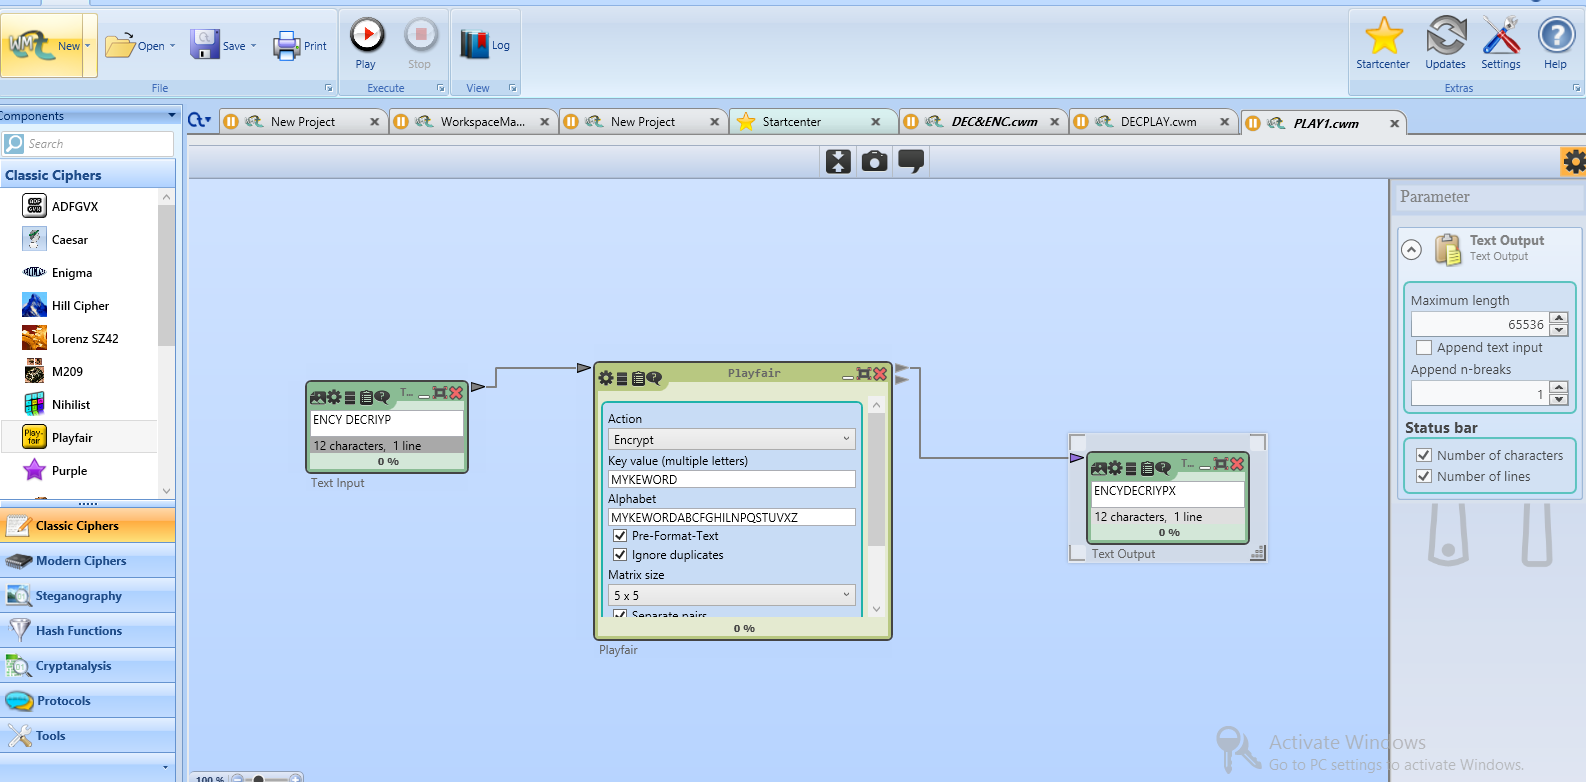 New
Open
Save
Print
File
Play
Stop
Execute
Log
View
Startcenter
Updates
Settings
Help
Extras
Components
Search
Classic Ciphers
ADFGVX
Caesar
Enigma
Hill Cipher
Lorenz SZ42
M209
Nihilist
Playfair
Purple
Classic Ciphers
Modern Ciphers
Steganography
Hash Functions
Cryptanalysis
Protocols
Tools
New Project
WorkspaceMa...
New Project
Startcenter
DEC&ENC.cwm
DECPLAY.cwm
PLAY1.cwm
T...
ENCY DECRIYP
12 characters, 1 line
0 %
Text Input
Playfair
Action
Encrypt
Key value (multiple letters)
MYKEWORD
Alphabet
MYKEWORDABCFGHILNPQSTUVXZ
Pre-Format-Text
Ignore duplicates
Matrix size
5 x 5
Separate pairs
0 %
Playfair
T...
ENCYDECRIYPX
12 characters, 1 line
0 %
Text Output
Parameter
Text Output
Text Output
Maximum length
65536
Append text input
Append n-breaks
1
Status bar
Number of characters
Number of lines
Activate Windows
Go to PC settings to activate Windows.
100 %